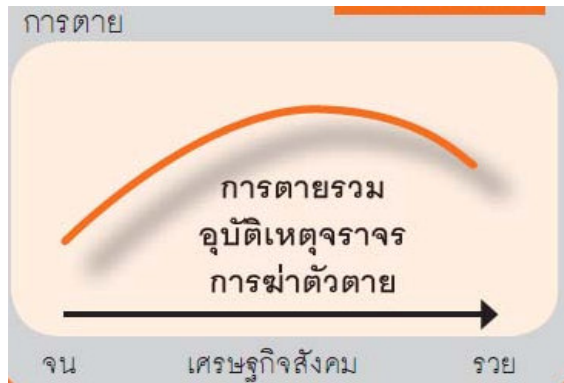 การตาย
การตายรวม
อุบัติเหตุจราจร
การฆ่าตัวตาย
จน เศรษฐกิจสังคม รวย